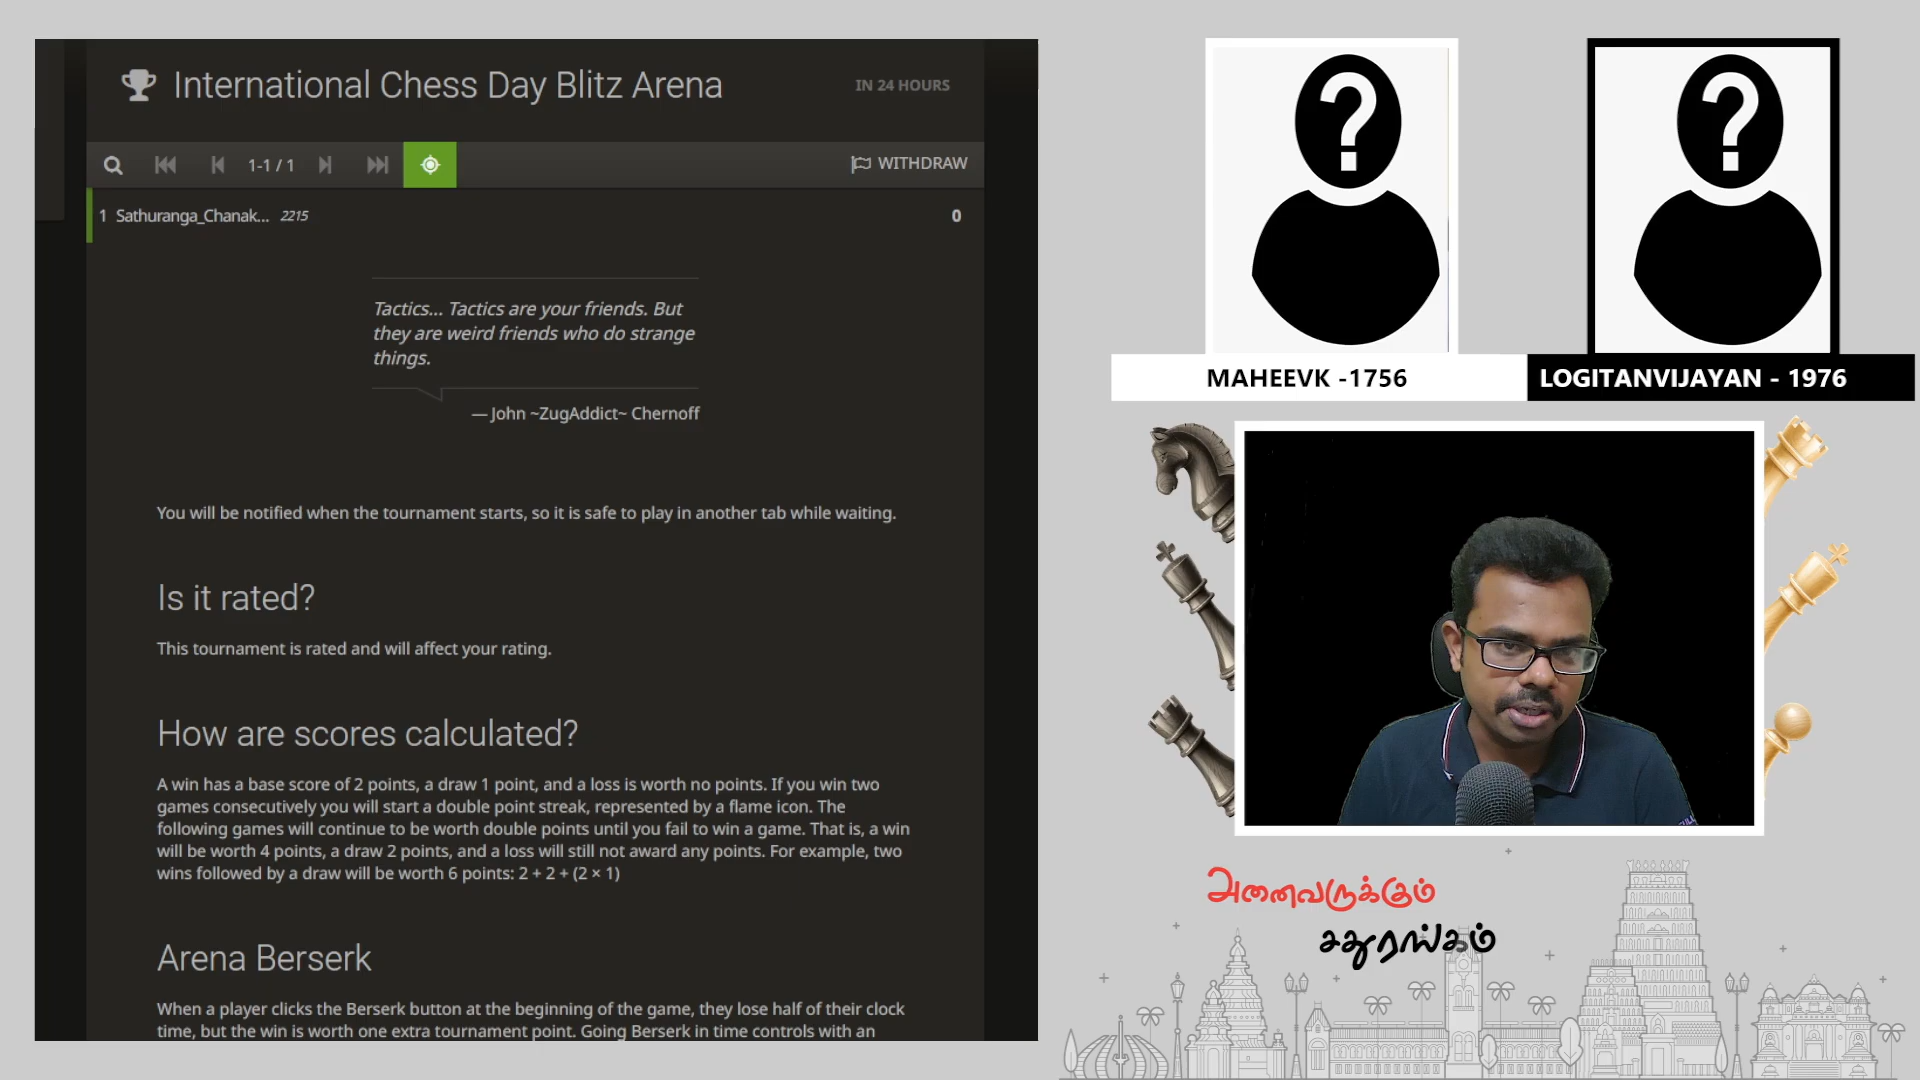 International Chess Day Blitz Arena
IN 24 HOURS
1-1 / 1
WITHDRAW
1 Sathuranga_Chanak... 2215 0
Tactics... Tactics are your friends. But
they are weird friends who do strange
things.
— John ~ZugAddict~ Chernoff
You will be notified when the tournament starts, so it is safe to play in another tab while waiting.
Is it rated?
This tournament is rated and will affect your rating.
How are scores calculated?
A win has a base score of 2 points, a draw 1 point, and a loss is worth no points. If you win two
games consecutively you will start a double point streak, represented by a flame icon. The
following games will continue to be worth double points until you fail to win a game. That is, a win
will be worth 4 points, a draw 2 points, and a loss will still not award any points. For example, two
wins followed by a draw will be worth 6 points: 2 + 2 + (2 × 1)
Arena Berserk
When a player clicks the Berserk button at the beginning of the game, they lose half of their clock
time, but the win is worth one extra tournament point. Going Berserk in time controls with an
? ?
MAHEEVK -1756
LOGITANVIJAYAN - 1976
அனைவருக்கும்
சதுரங்கம்